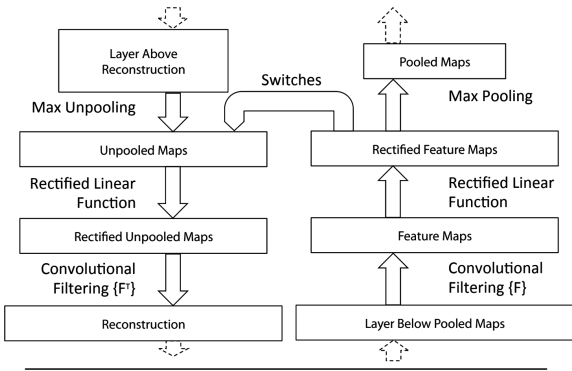 Layer Above
Reconstruction
Max Unpooling
Unpooled Maps
Rectified Linear
Function
Rectified Unpooled Maps
Convolutional
Filtering {Fᵀ}
Reconstruction
Switches
Pooled Maps
Max Pooling
Rectified Feature Maps
Rectified Linear
Function
Feature Maps
Convolutional
Filtering {F}
Layer Below Pooled Maps